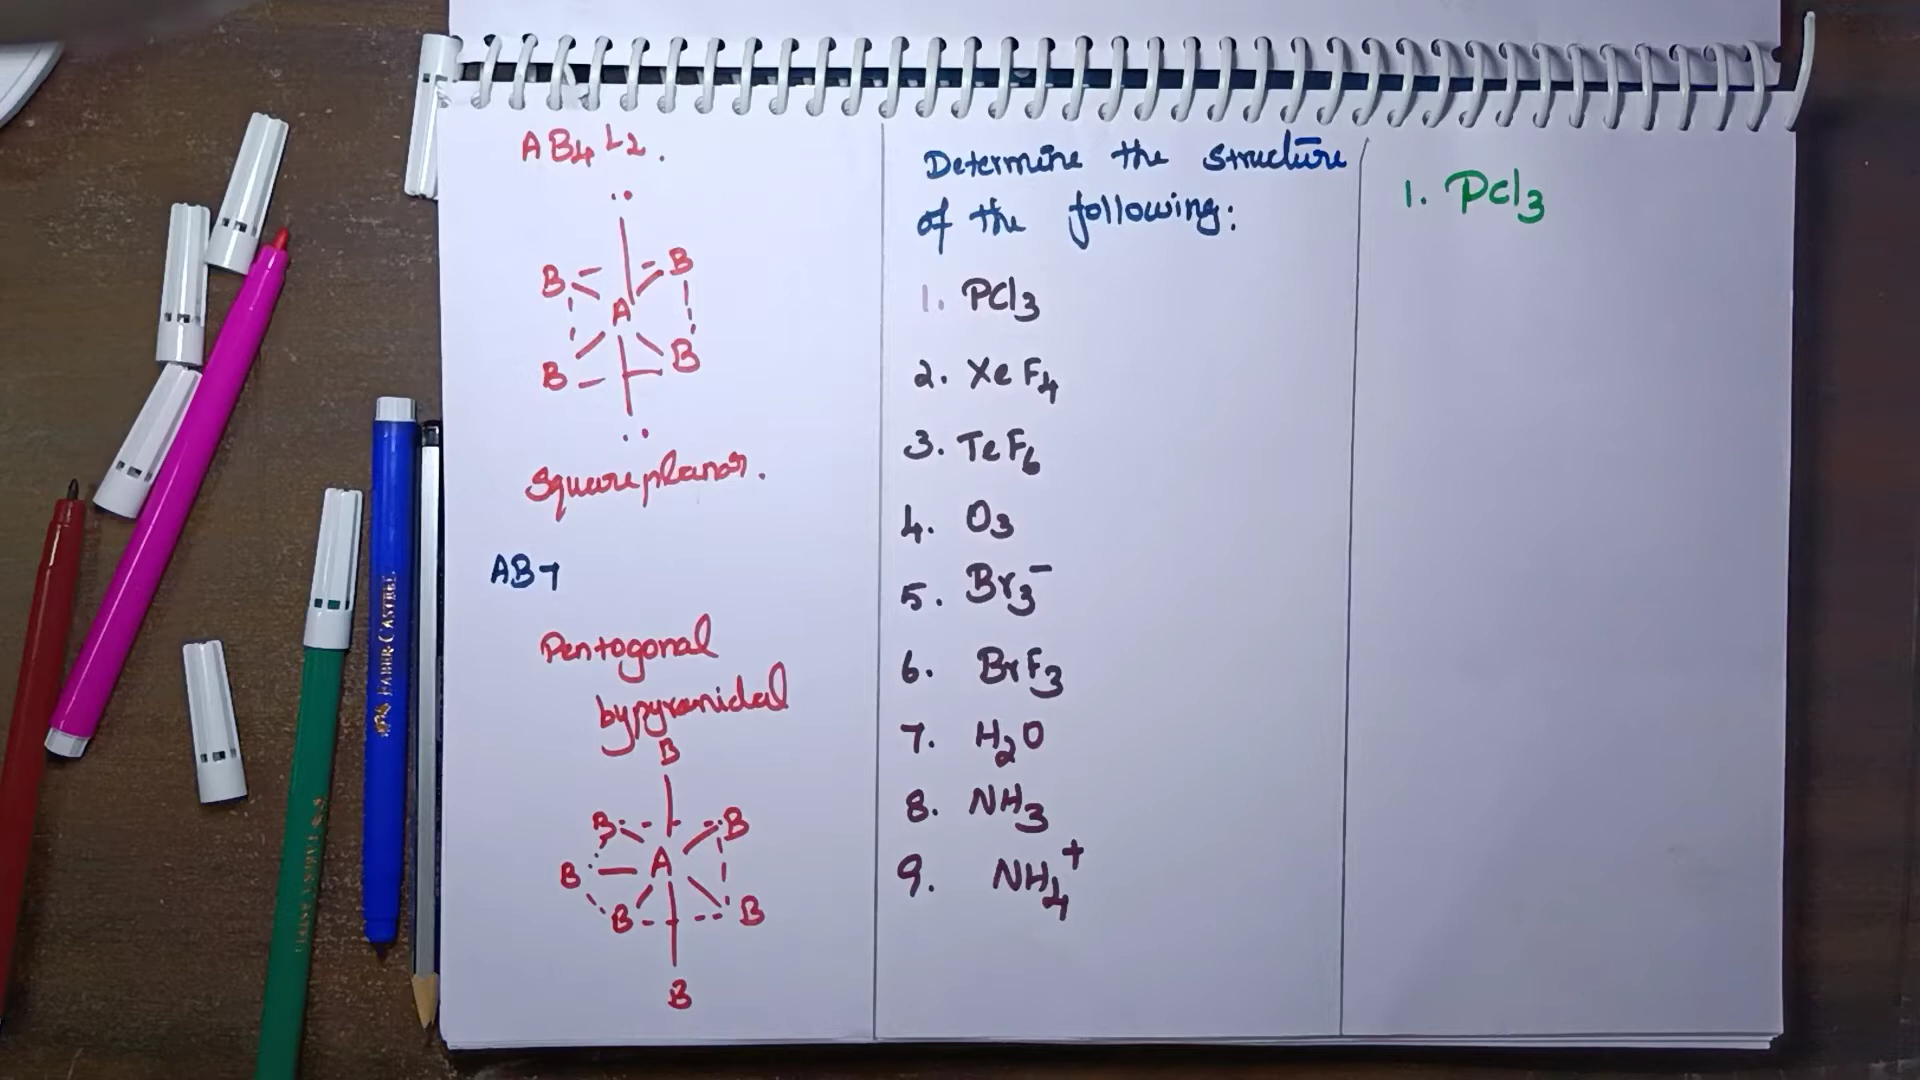 AB₄L₂.
B B
A
B B
Squareplanar.
AB7
Pentogonal
bypyramidal
B
B B
B A
B B
B
Determine the structure
of the following:
1. PCl₃
2. XeF₄
3. TeF₆
4. O₃
5. Br₃⁻
6. BrF₃
7. H₂O
8. NH₃
9. NH₄⁺
1. PCl₃
FABER-CASTELL